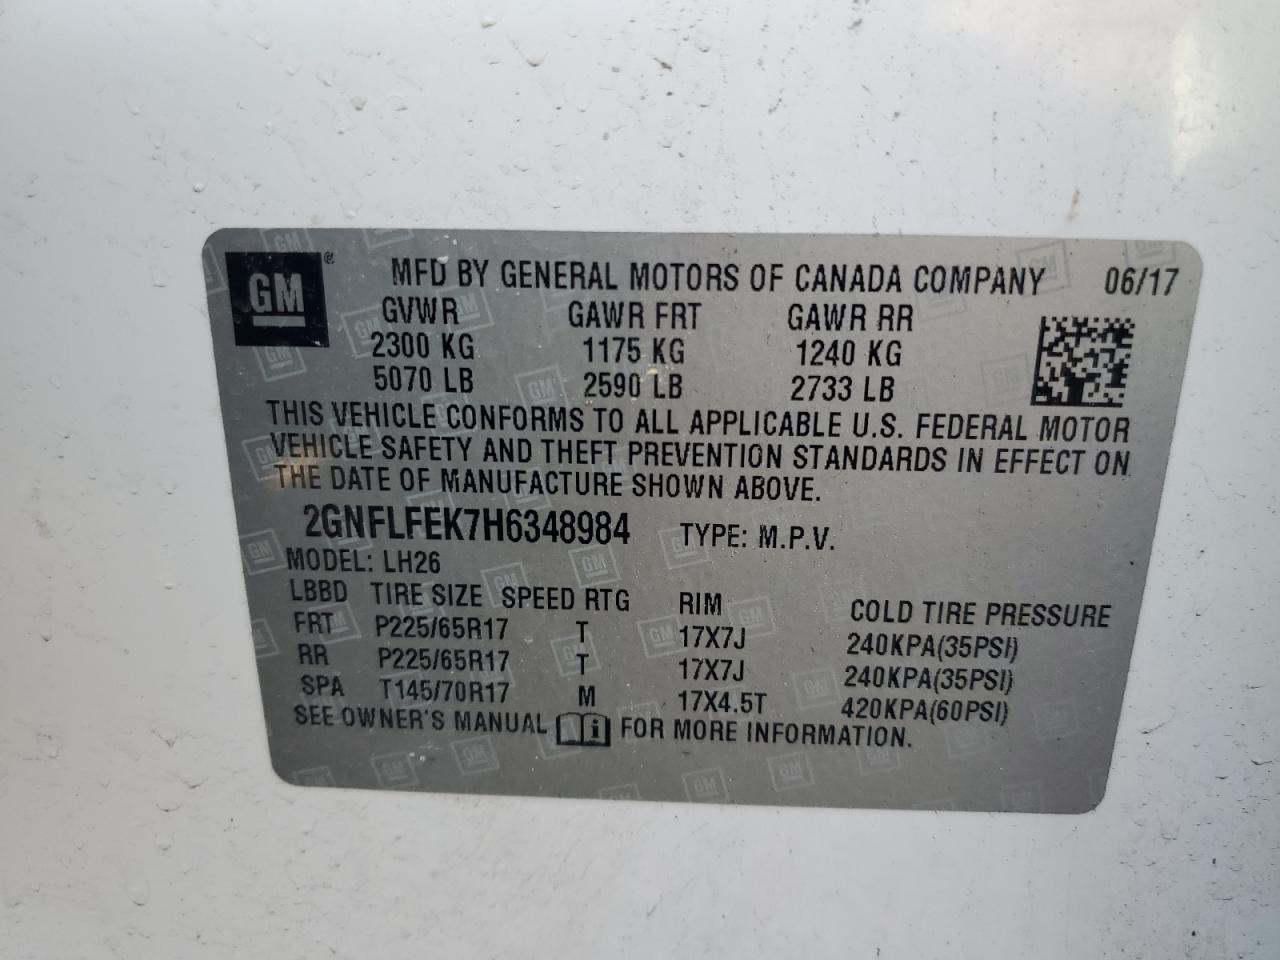 GM ® MFD BY GENERAL MOTORS OF CANADA COMPANY 06/17
GVWR GAWR FRT GAWR RR
2300 KG 1175 KG 1240 KG
5070 LB 2590 LB 2733 LB
THIS VEHICLE CONFORMS TO ALL APPLICABLE U.S. FEDERAL MOTOR
VEHICLE SAFETY AND THEFT PREVENTION STANDARDS IN EFFECT ON
THE DATE OF MANUFACTURE SHOWN ABOVE.
2GNFLFEK7H6348984 TYPE: M.P.V.
MODEL: LH26
LBBD TIRE SIZE SPEED RTG RIM COLD TIRE PRESSURE
FRT P225/65R17 T 17X7J 240KPA(35PSI)
RR P225/65R17 T 17X7J 240KPA(35PSI)
SPA T145/70R17 M 17X4.5T 420KPA(60PSI)
SEE OWNER'S MANUAL i FOR MORE INFORMATION.